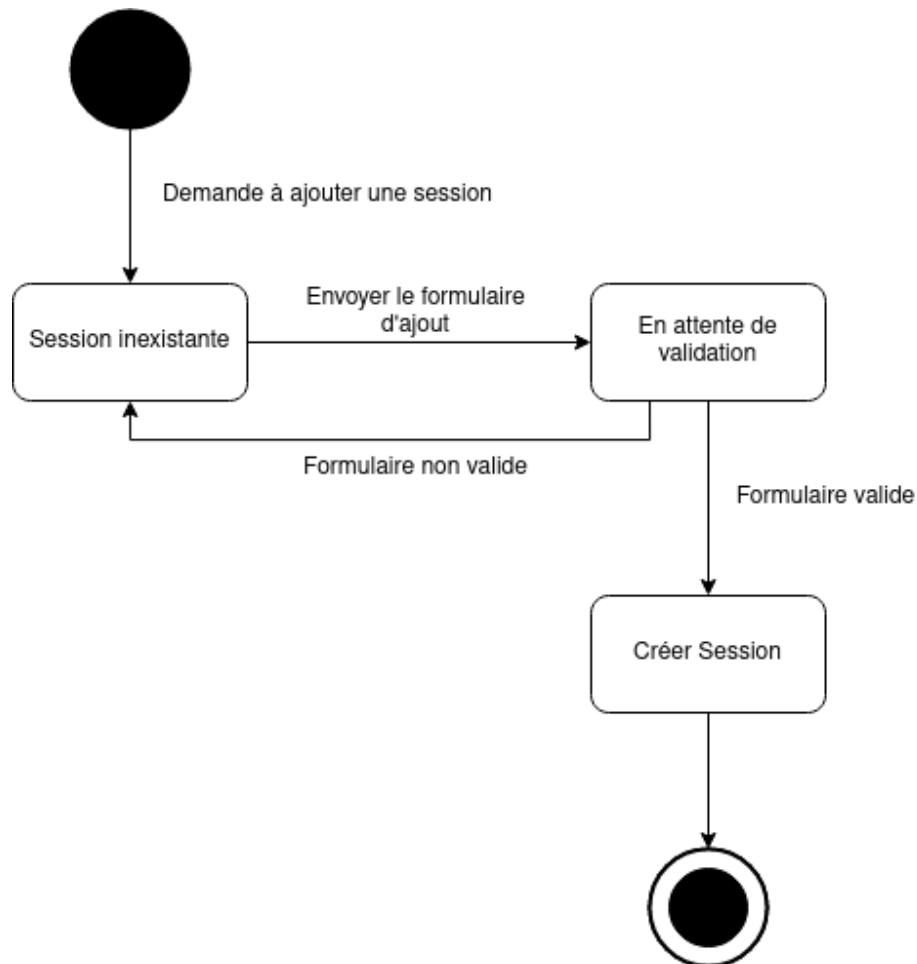 Demande à ajouter une session
Envoyer le formulaire
d'ajout
Session inexistante
En attente de
validation
Formulaire non valide
Formulaire valide
Créer Session